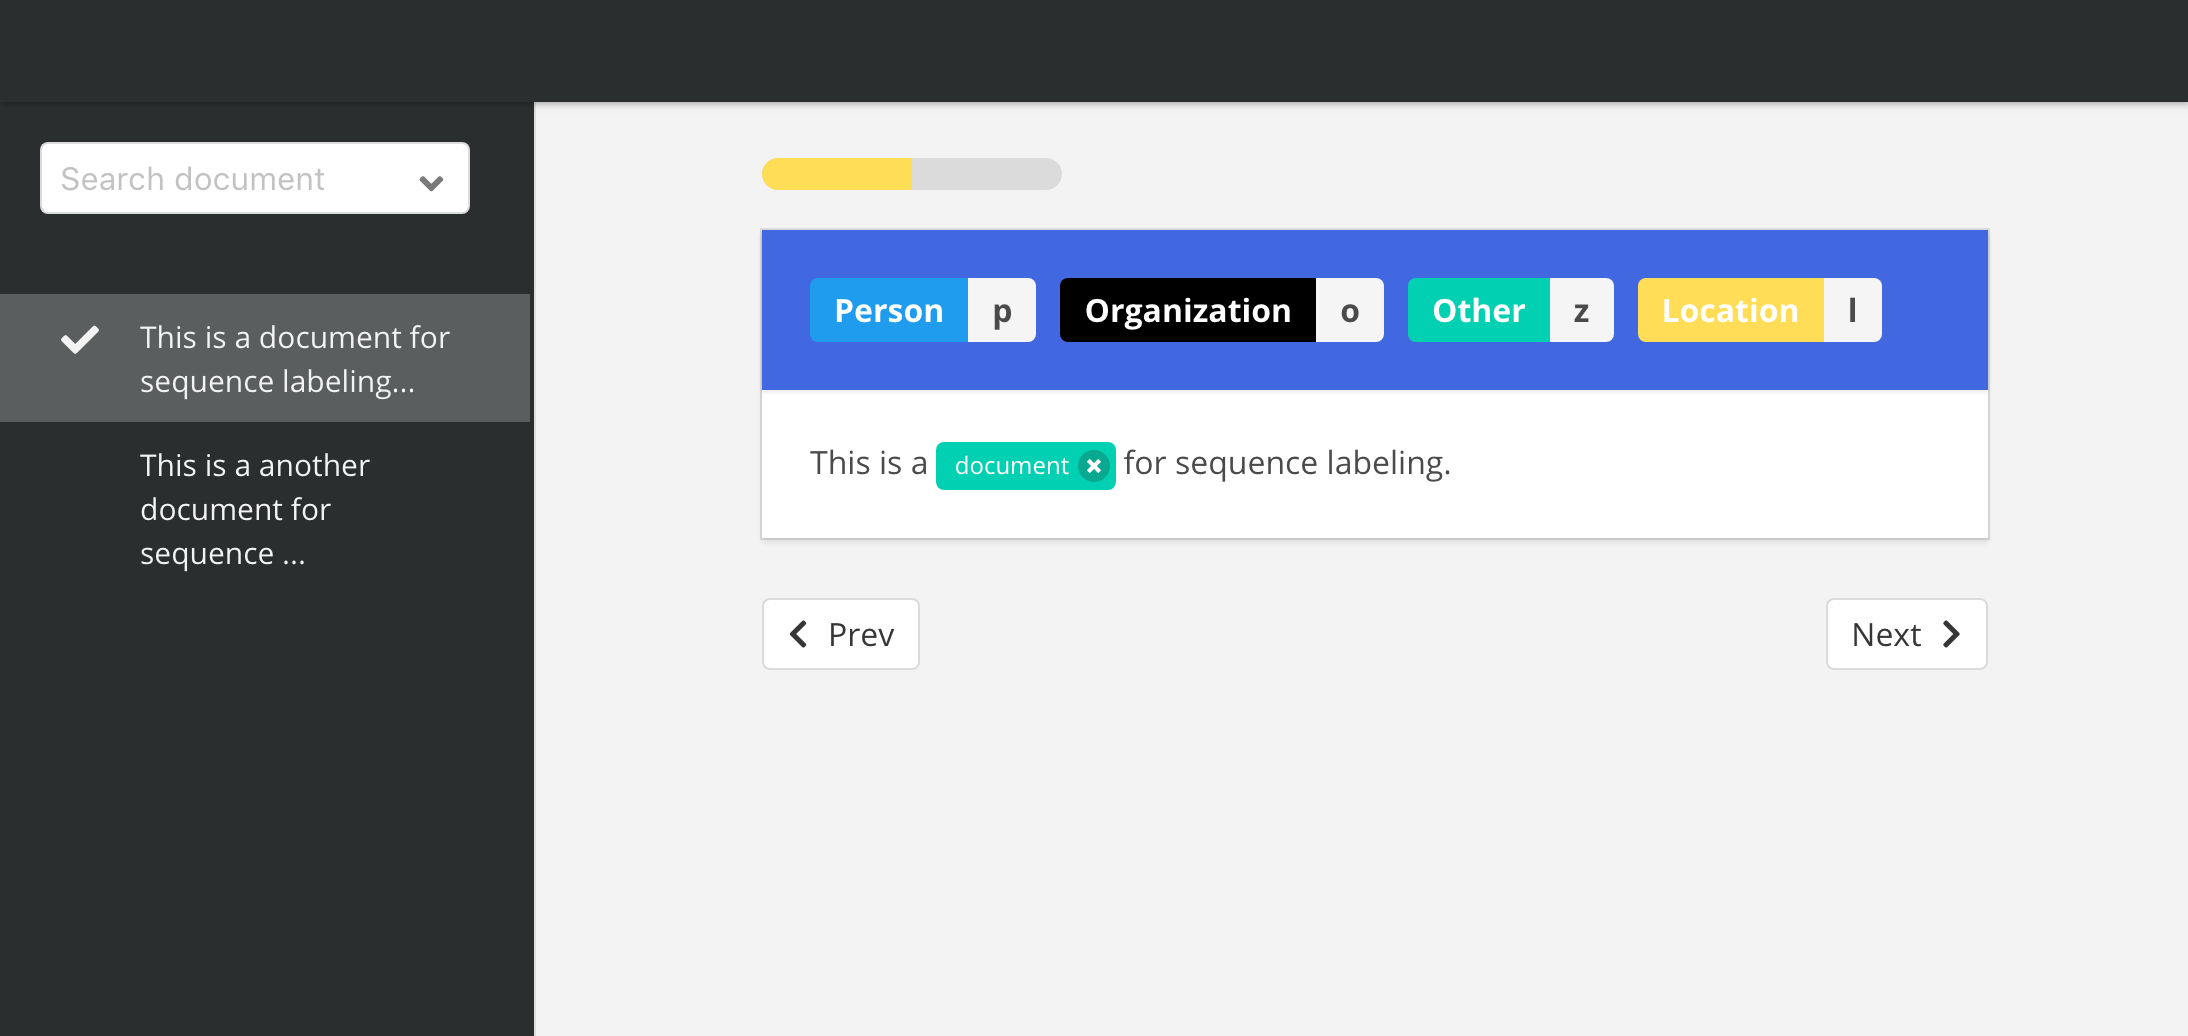 Search document
This is a document for
sequence labeling...
This is a another
document for
sequence ...
Person p Organization o Other z Location l
This is a document for sequence labeling.
Prev
Next